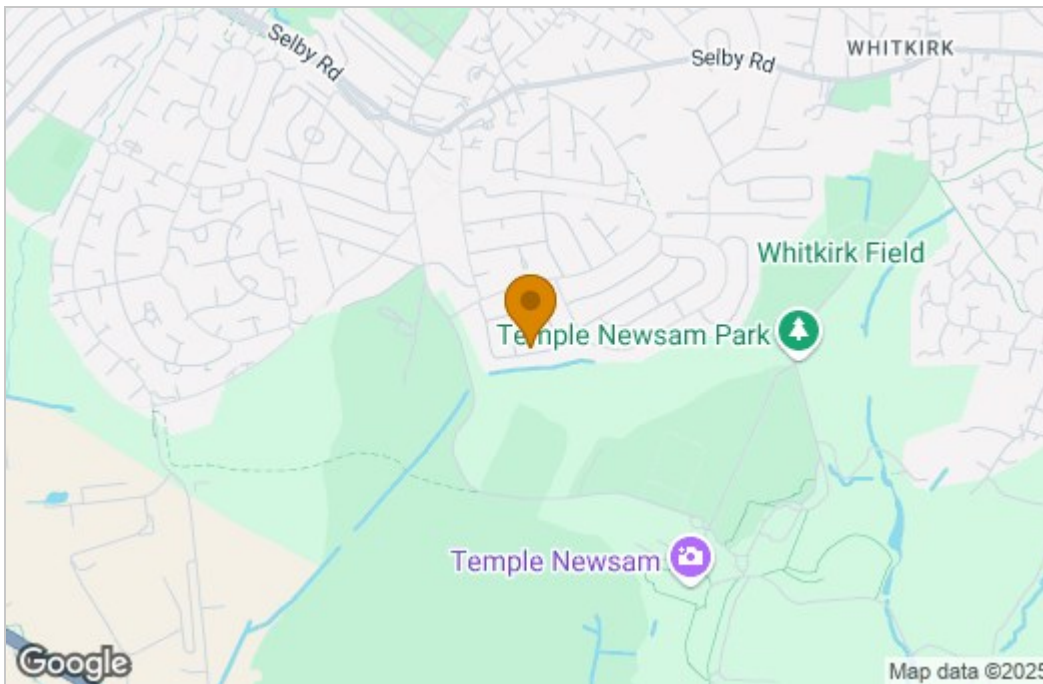 Selby Rd
Selby Rd
WHITKIRK
Whitkirk Field
Temple Newsam Park
Temple Newsam
Google
Map data ©2025